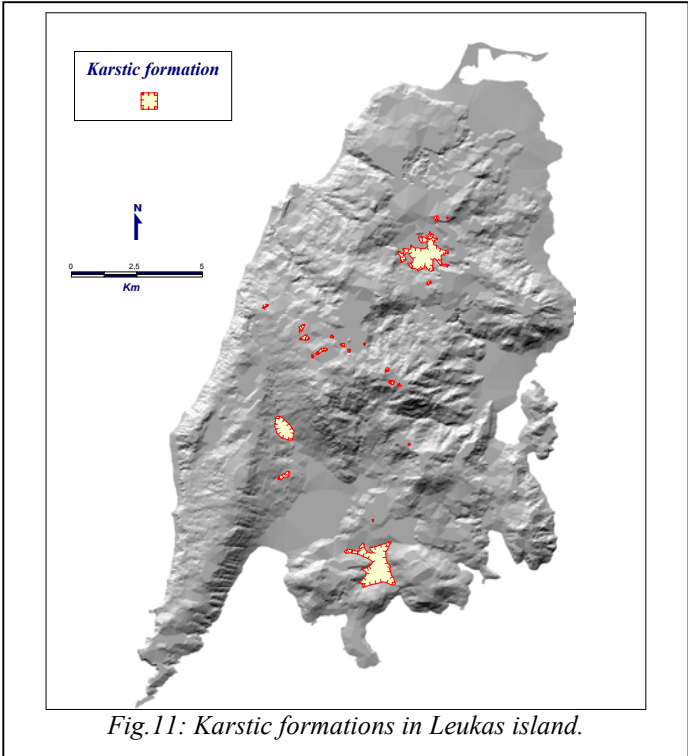 Karstic formation
N
0 2,5 5
Km
Fig.11: Karstic formations in Leukas island.